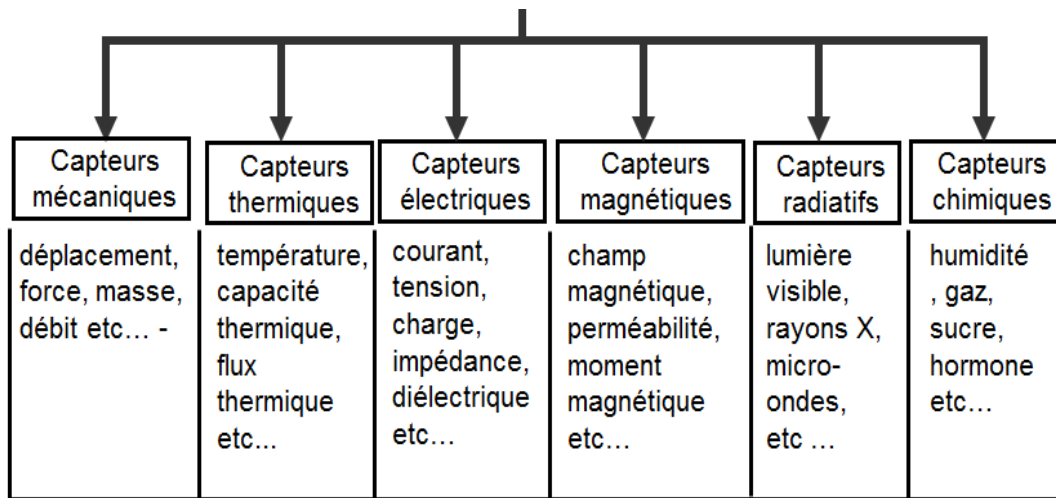 Capteurs
mécaniques
déplacement,
force, masse,
débit etc… -
Capteurs
thermiques
température,
capacité
thermique,
flux
thermique
etc...
Capteurs
électriques
courant,
tension,
charge,
impédance,
diélectrique
etc…
Capteurs
magnétiques
champ
magnétique,
perméabilité,
moment
magnétique
etc…
Capteurs
radiatifs
lumière
visible,
rayons X,
micro-
ondes,
etc …
Capteurs
chimiques
humidité
, gaz,
sucre,
hormone
etc…